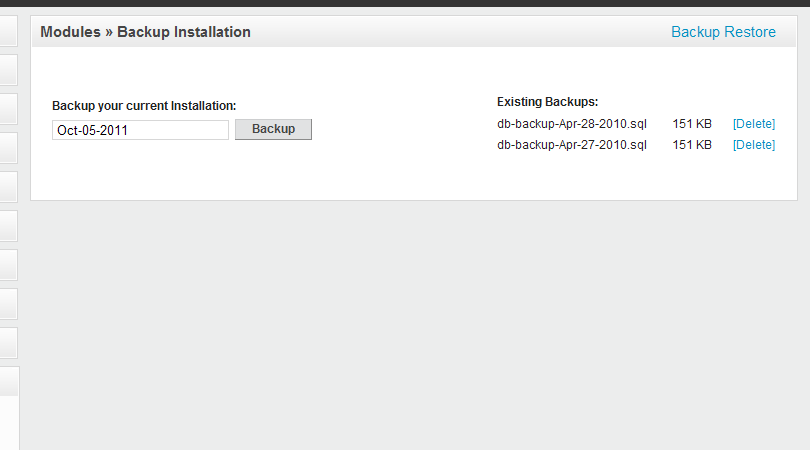 Modules » Backup Installation
Backup Restore
Backup your current Installation:
Oct-05-2011
Backup
Existing Backups:
db-backup-Apr-28-2010.sql 151 KB [Delete]
db-backup-Apr-27-2010.sql 151 KB [Delete]